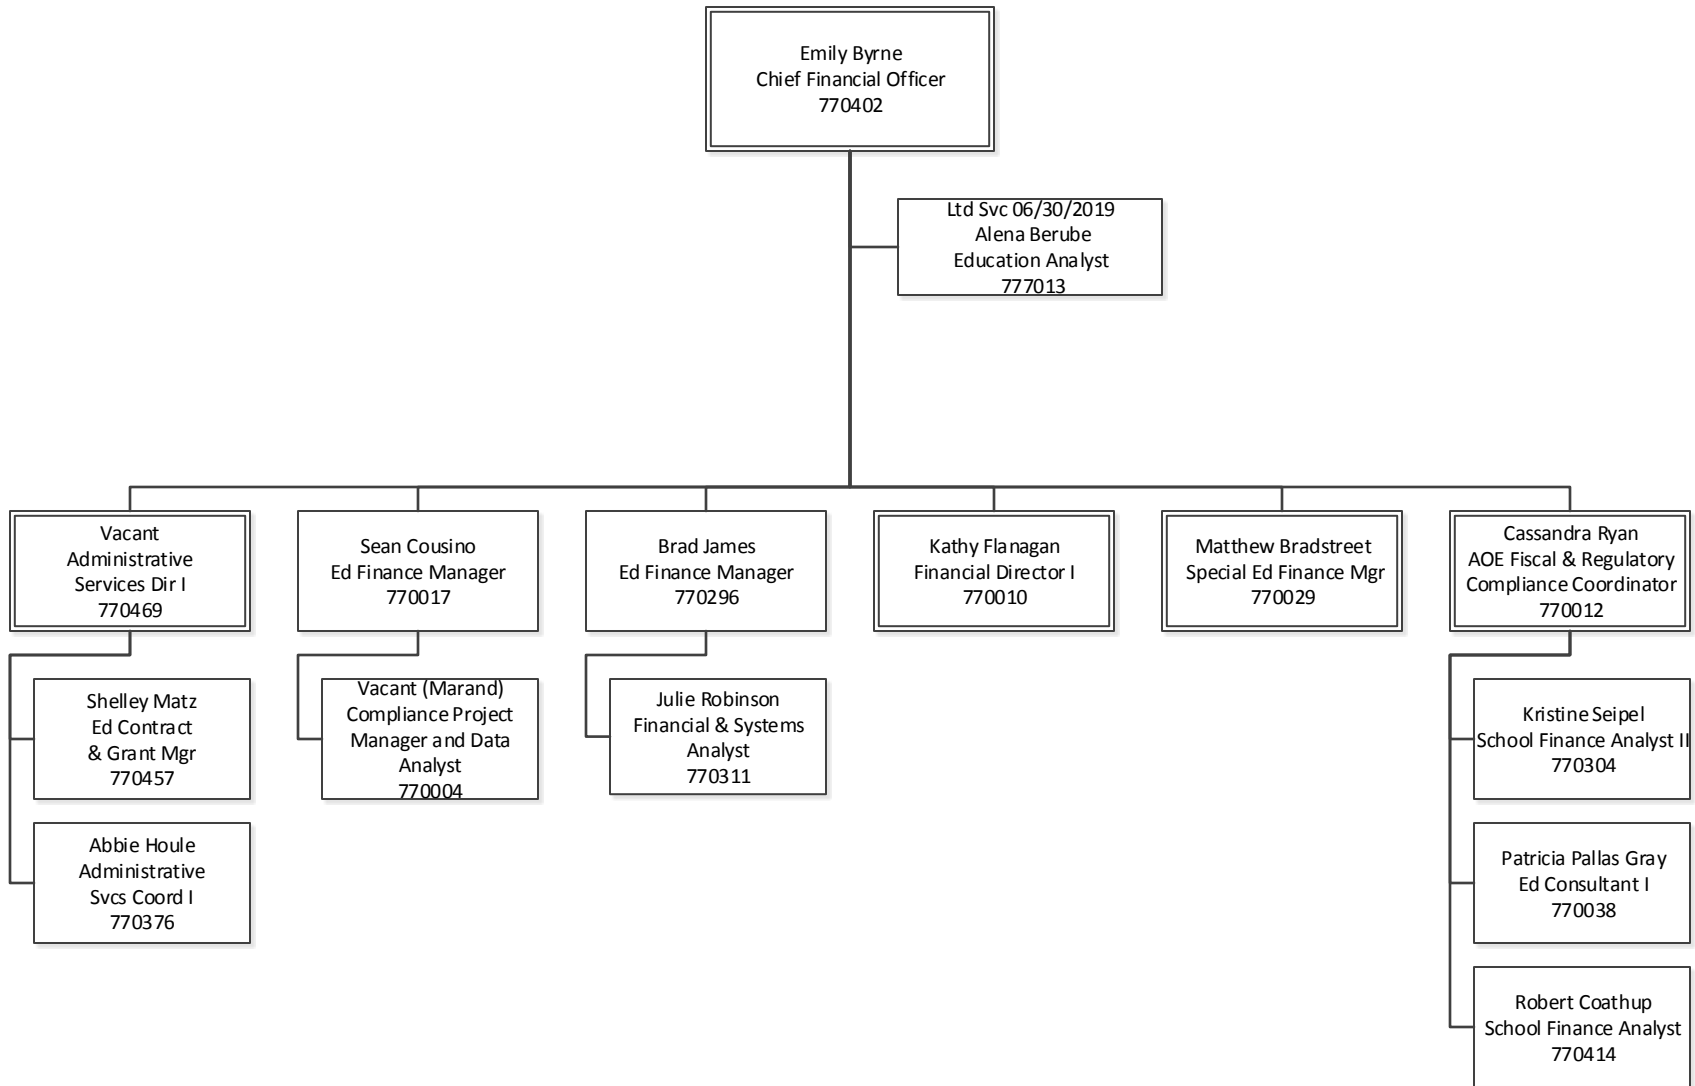 Emily Byrne
Chief Financial Officer
770402
Ltd Svc 06/30/2019
Alena Berube
Education Analyst
777013
Vacant
Administrative
Services Dir I
770469
Sean Cousino
Ed Finance Manager
770017
Brad James
Ed Finance Manager
770296
Kathy Flanagan
Financial Director I
770010
Matthew Bradstreet
Special Ed Finance Mgr
770029
Cassandra Ryan
AOE Fiscal & Regulatory
Compliance Coordinator
770012
Shelley Matz
Ed Contract
& Grant Mgr
770457
Vacant (Marand)
Compliance Project
Manager and Data
Analyst
770004
Julie Robinson
Financial & Systems
Analyst
770311
Kristine Seipel
School Finance Analyst II
770304
Abbie Houle
Administrative
Svcs Coord I
770376
Patricia Pallas Gray
Ed Consultant I
770038
Robert Coathup
School Finance Analyst
770414